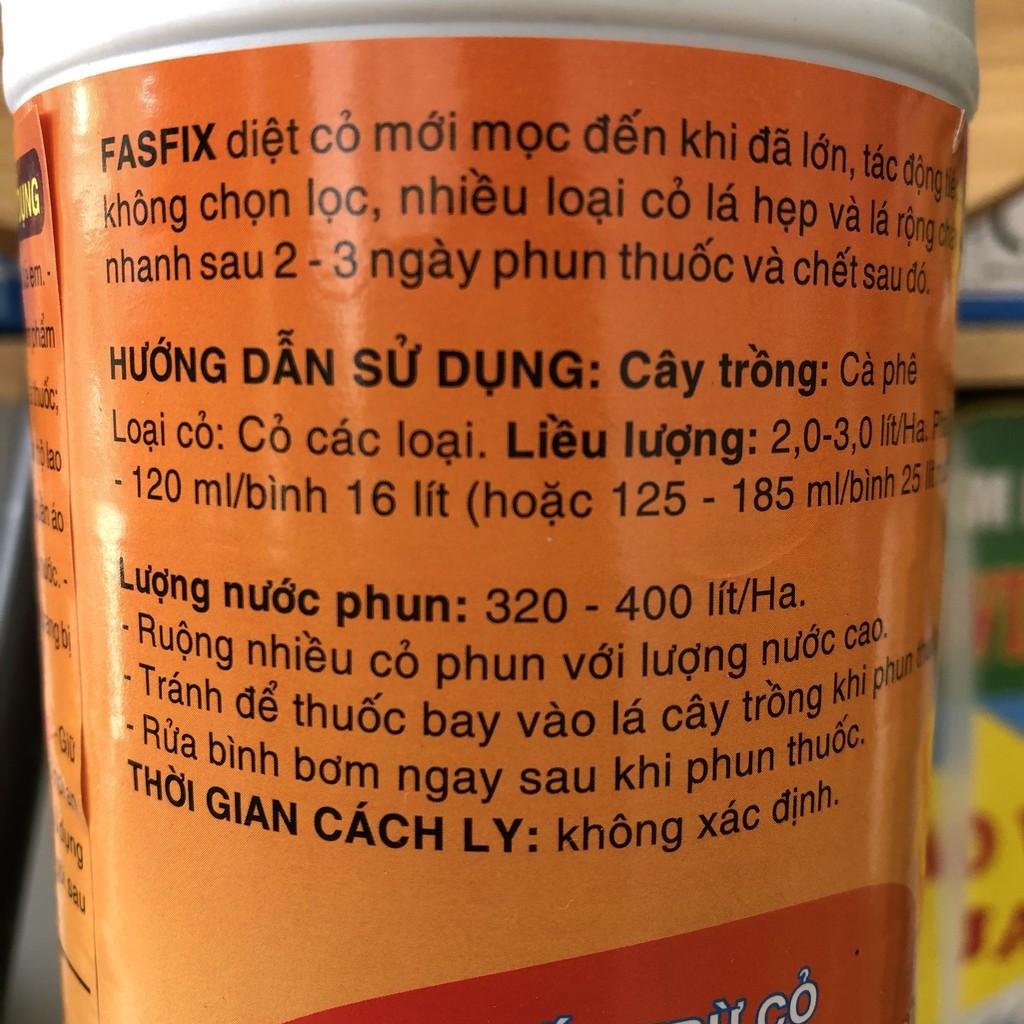 FASFIX diệt cỏ mới mọc đến khi đã lớn, tác động
không chọn lọc, nhiều loại cỏ lá hẹp và lá rộng
nhanh sau 2 - 3 ngày phun thuốc và chết sau đó.
HƯỚNG DẪN SỬ DỤNG: Cây trồng: Cà phê
Loại cỏ: Cỏ các loại. Liều lượng: 2,0-3,0 lít/Ha.
- 120 ml/bình 16 lít (hoặc 125 - 185 ml/bình 25
Lượng nước phun: 320 - 400 lít/Ha.
- Ruộng nhiều cỏ phun với lượng nước cao.
- Tránh để thuốc bay vào lá cây trồng khi phun
- Rửa bình bơm ngay sau khi phun thuốc.
THỜI GIAN CÁCH LY: không xác định.
TRỪ CỎ